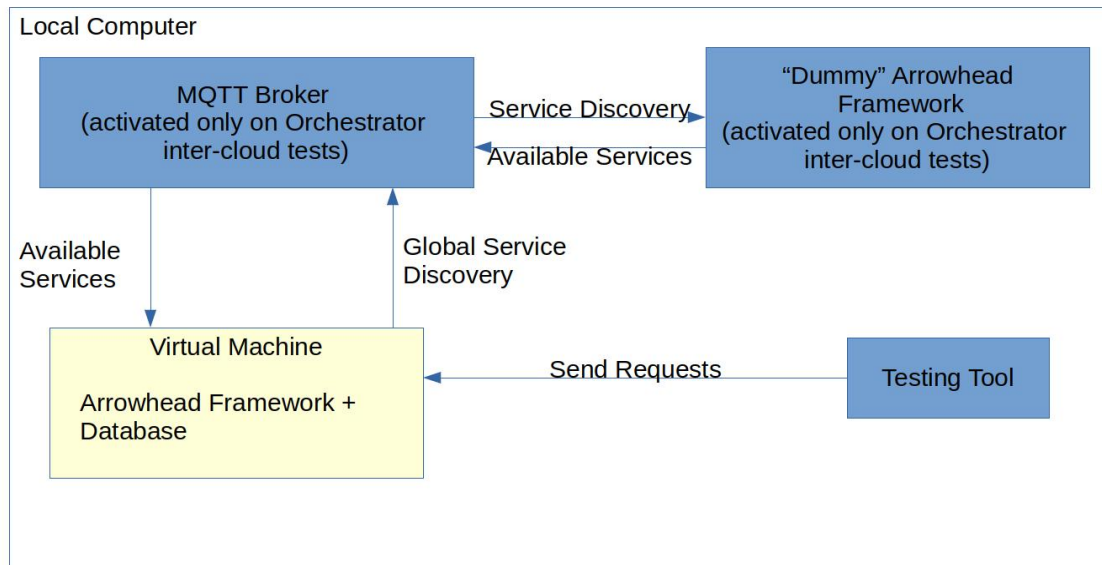 Local Computer
MQTT Broker
(activated only on Orchestrator
inter-cloud tests)
Service Discovery
Available Services
“Dummy” Arrowhead
Framework
(activated only on Orchestrator
inter-cloud tests)
Available
Services
Global Service
Discovery
Virtual Machine
Arrowhead Framework +
Database
Send Requests
Testing Tool